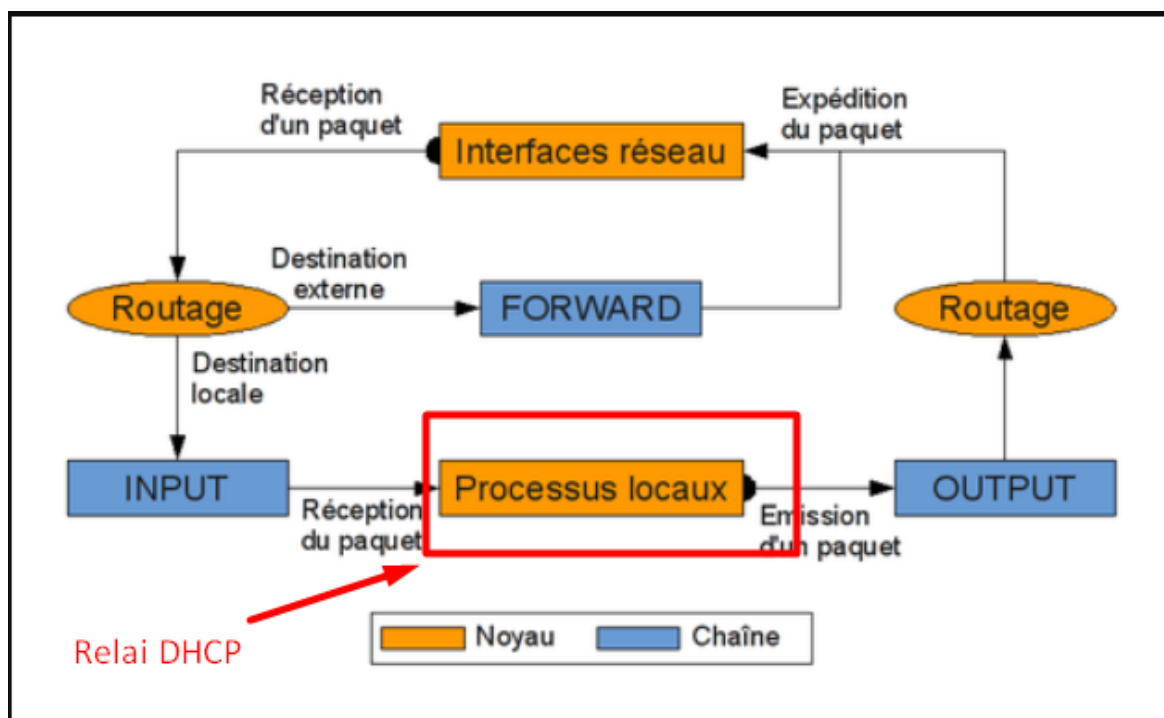 Réception
d'un paquet
Expédition
du paquet
Interfaces réseau
Destination
externe
Routage
FORWARD
Routage
Destination
locale
INPUT
Réception
du paquet
Processus locaux
Emission
d'un paquet
OUTPUT
Relai DHCP
Noyau
Chaîne